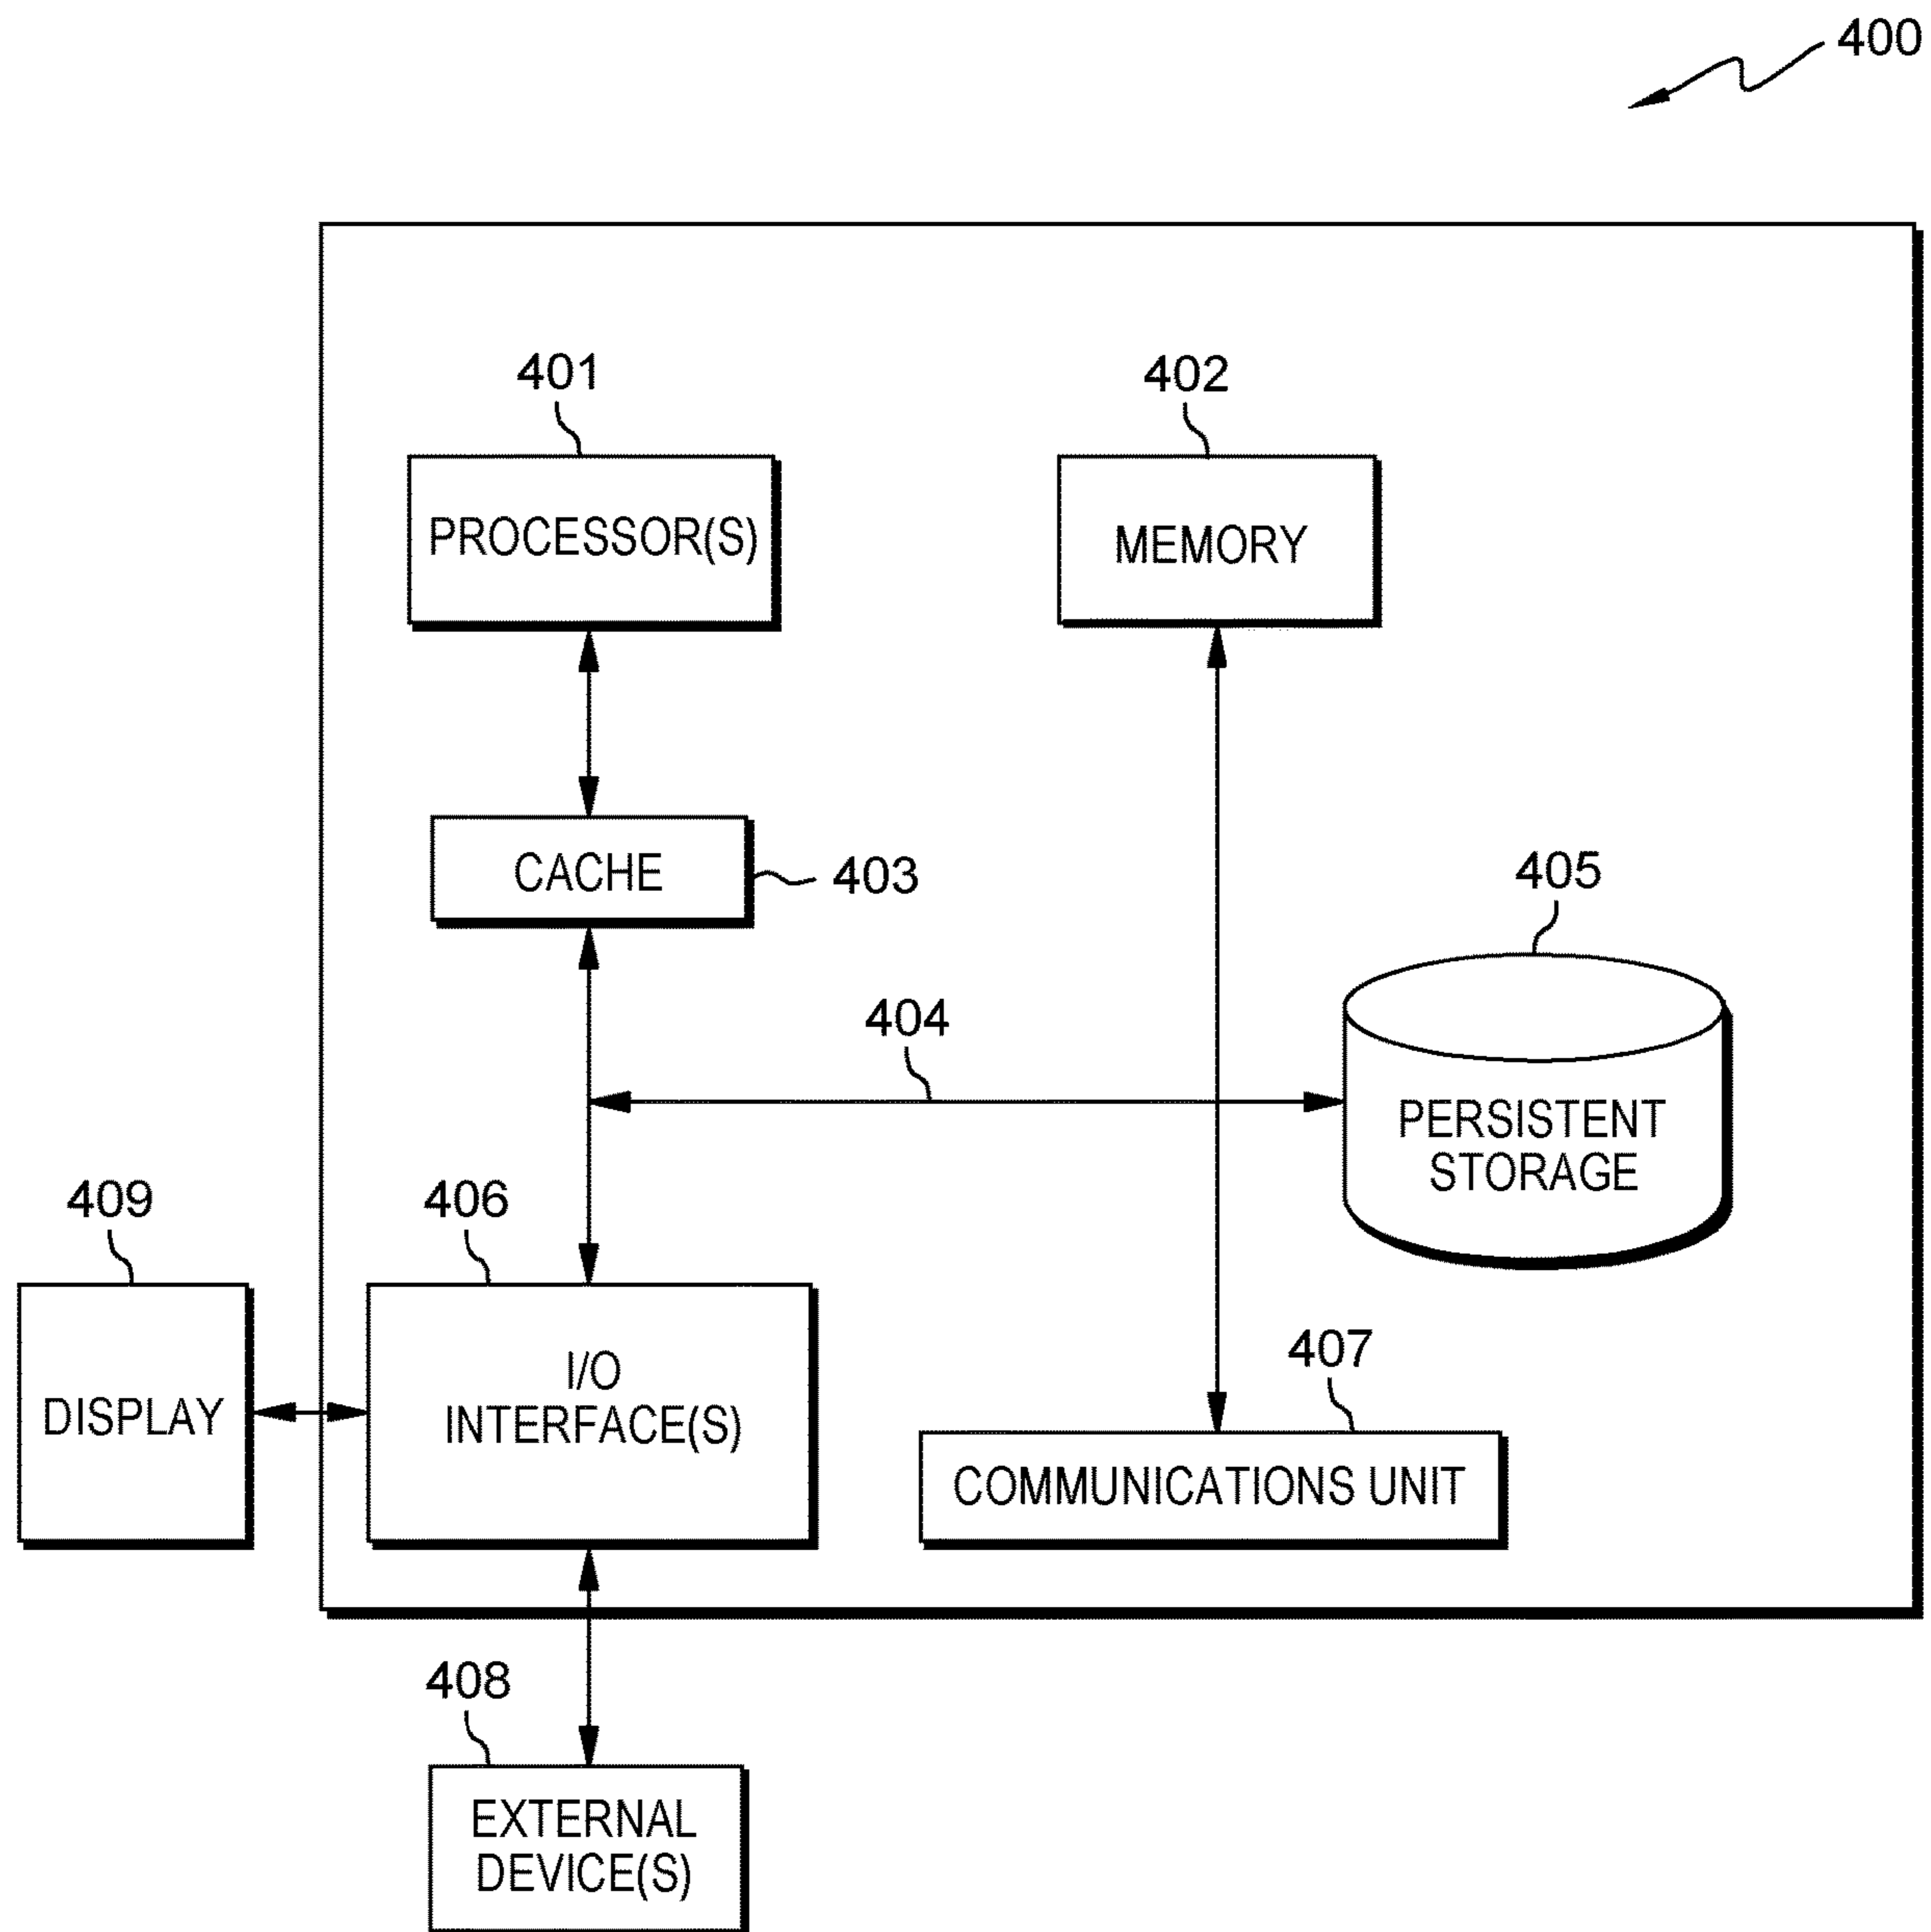 400
401
402
PROCESSOR(S)
MEMORY
CACHE
403
405
404
PERSISTENT
STORAGE
409
406
I/O
INTERFACE(S)
DISPLAY
407
COMMUNICATIONS UNIT
408
EXTERNAL
DEVICE(S)